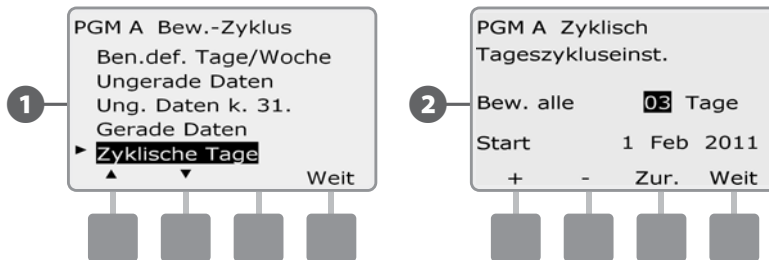 1
PGM A Bew.-Zyklus
Ben.def. Tage/Woche
Ungerade Daten
Ung. Daten k. 31.
Gerade Daten
► Zyklische Tage
▲ ▼ Weit
2
PGM A Zyklisch
Tageszykluseinst.
Bew. alle 03 Tage
Start 1 Feb 2011
+ - Zur. Weit